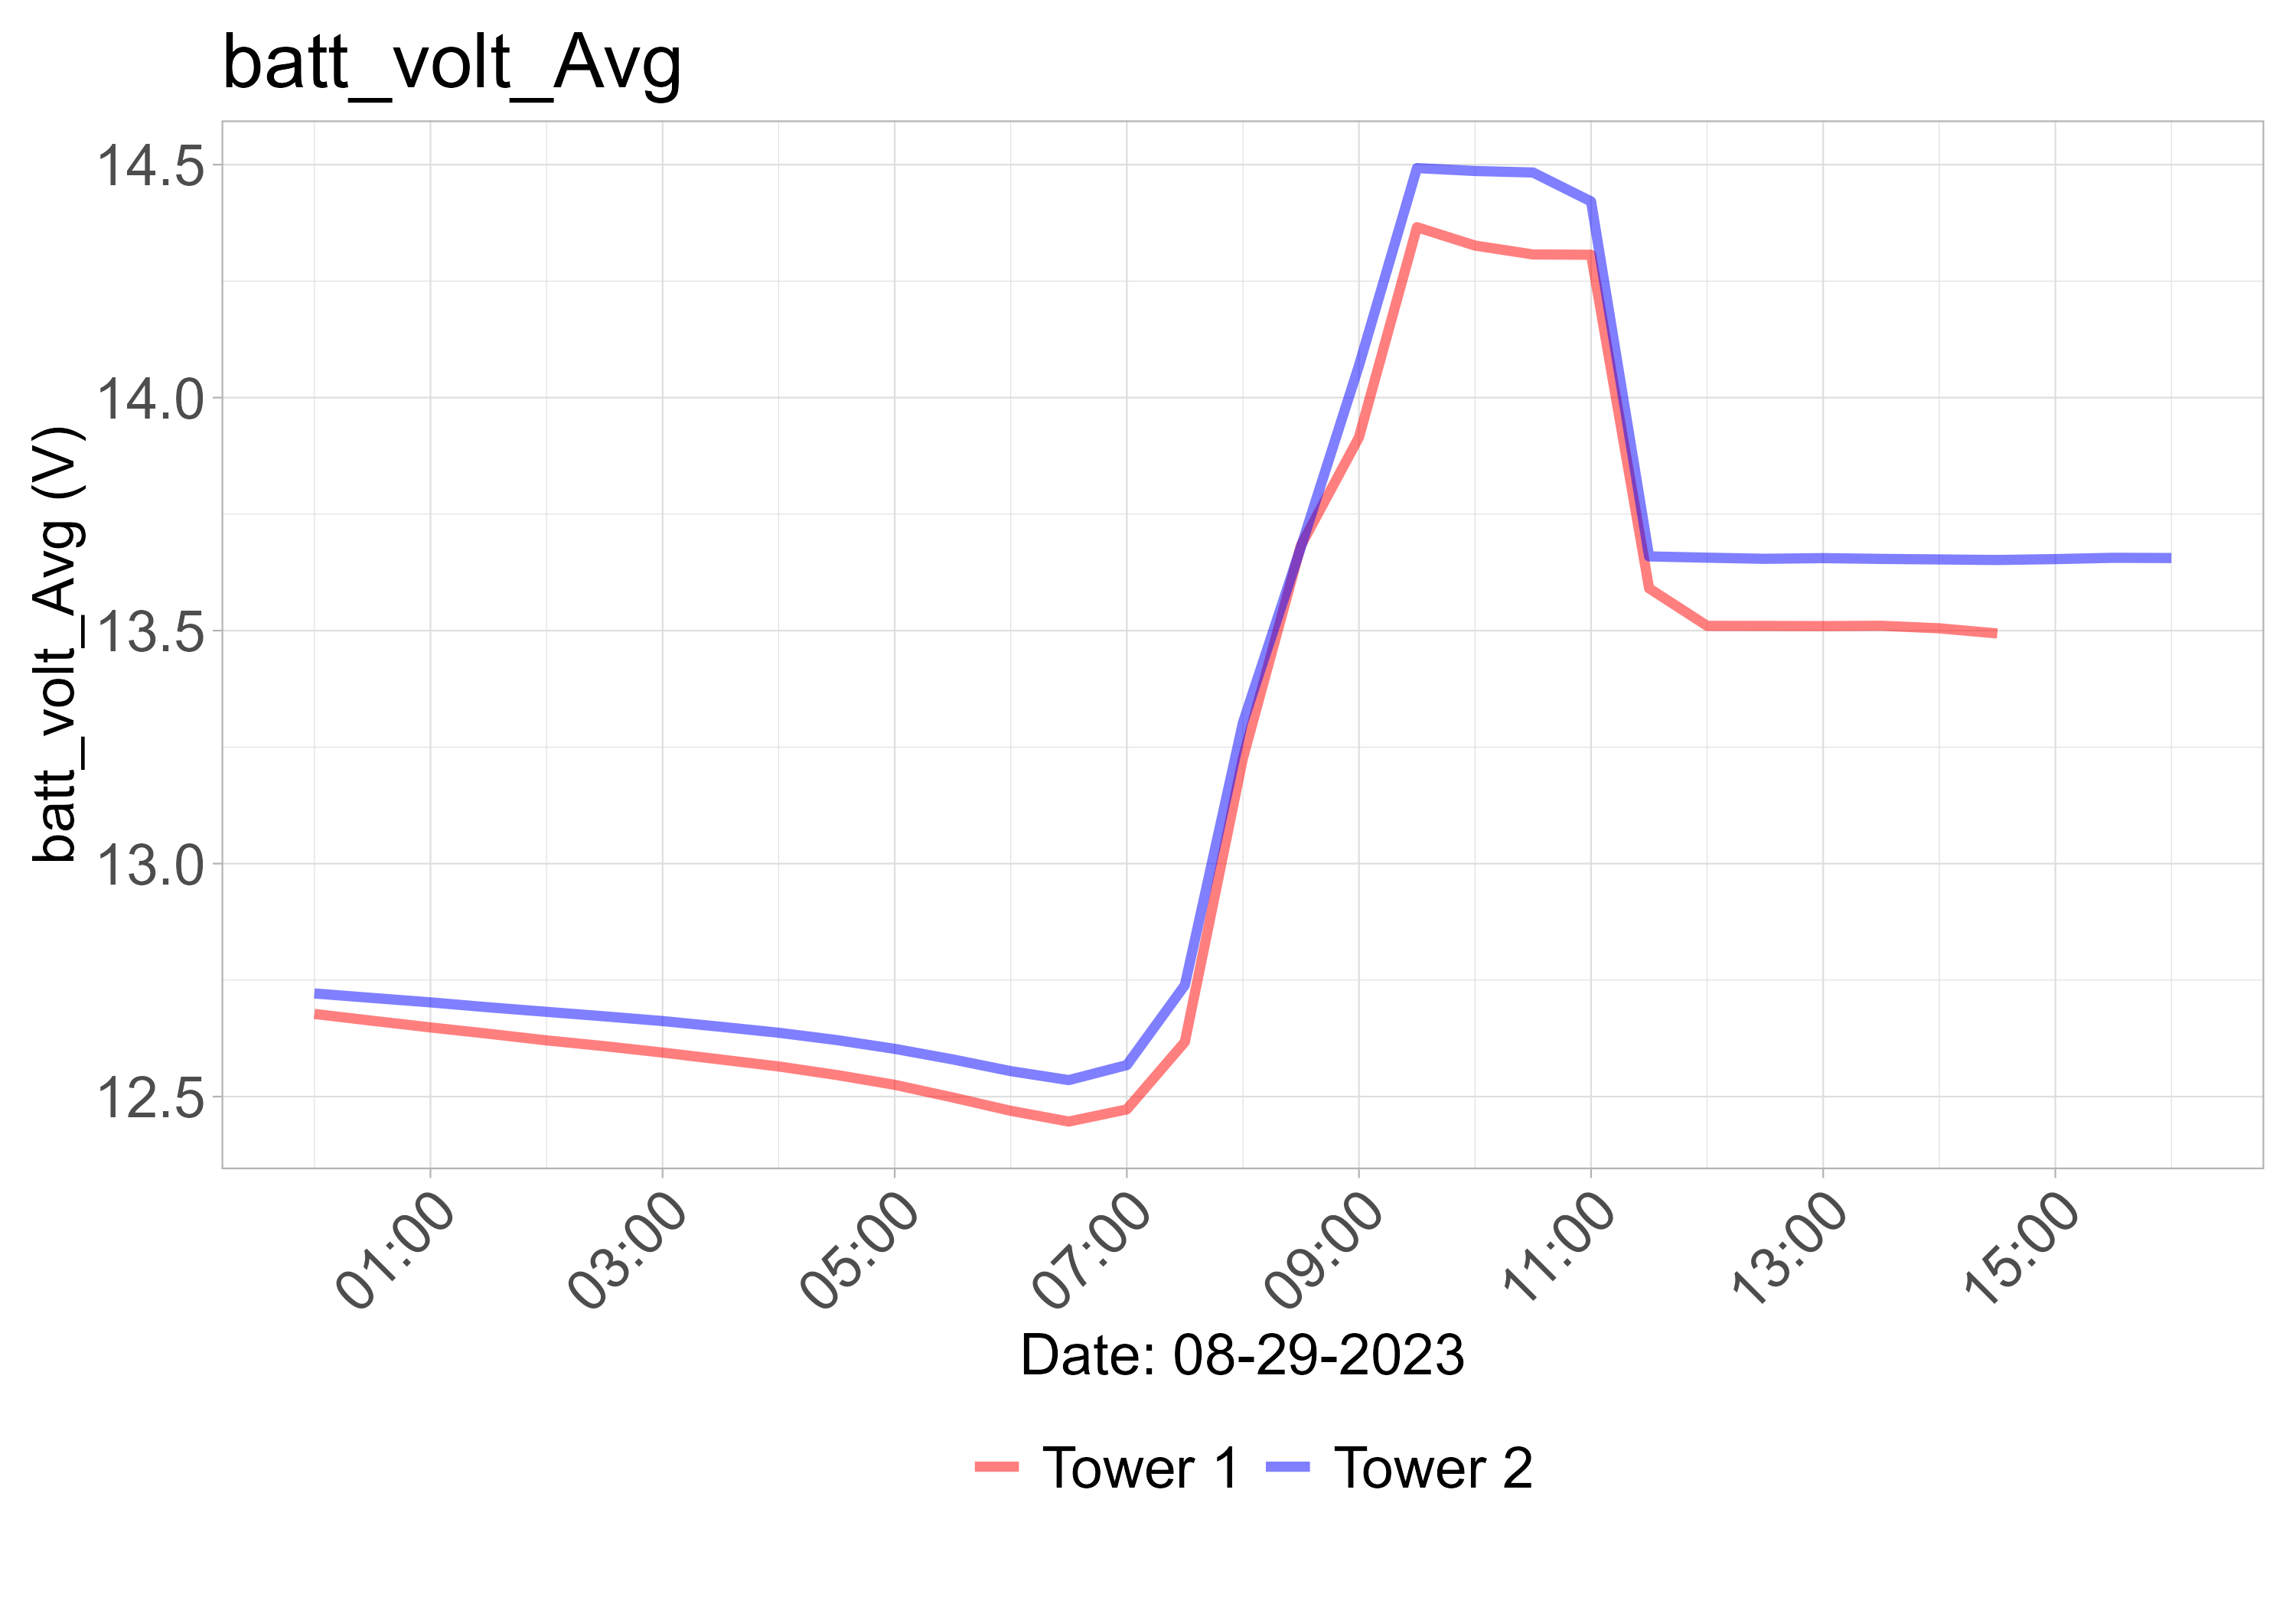 batt_volt_Avg
batt_volt_Avg (V)
14.5
14.0
13.5
13.0
12.5
01:00
03:00
05:00
07:00
09:00
11:00
13:00
15:00
Date: 08-29-2023
Tower 1
Tower 2